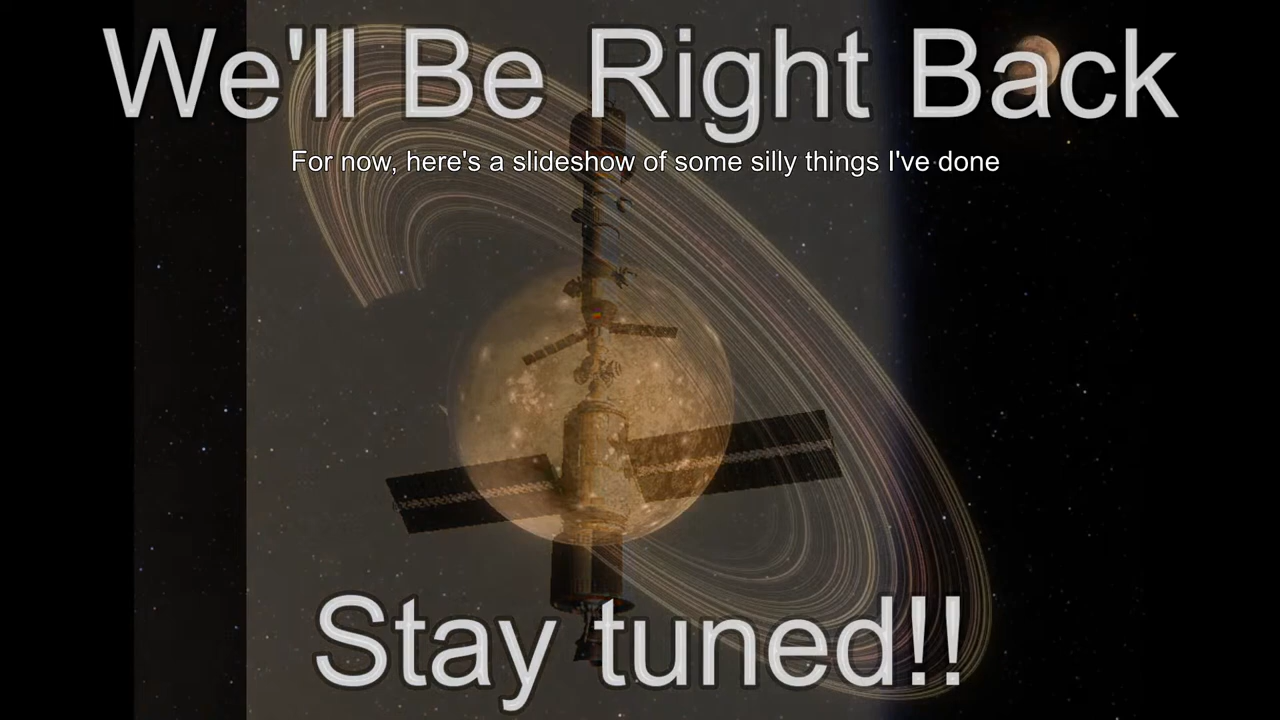 We'll Be Right Back
For now, here's a slideshow of some silly things I've done
Stay tuned!!